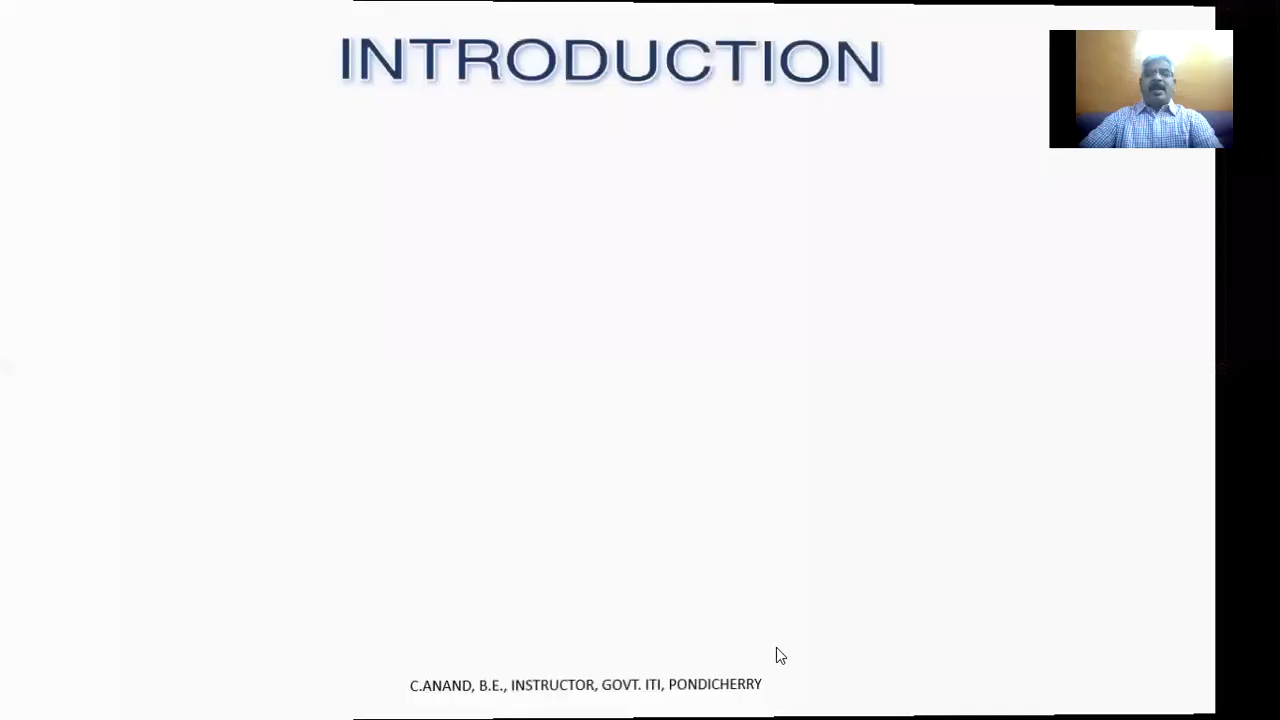 INTRODUCTION
C.ANAND, B.E., INSTRUCTOR, GOVT. ITI, PONDICHERRY